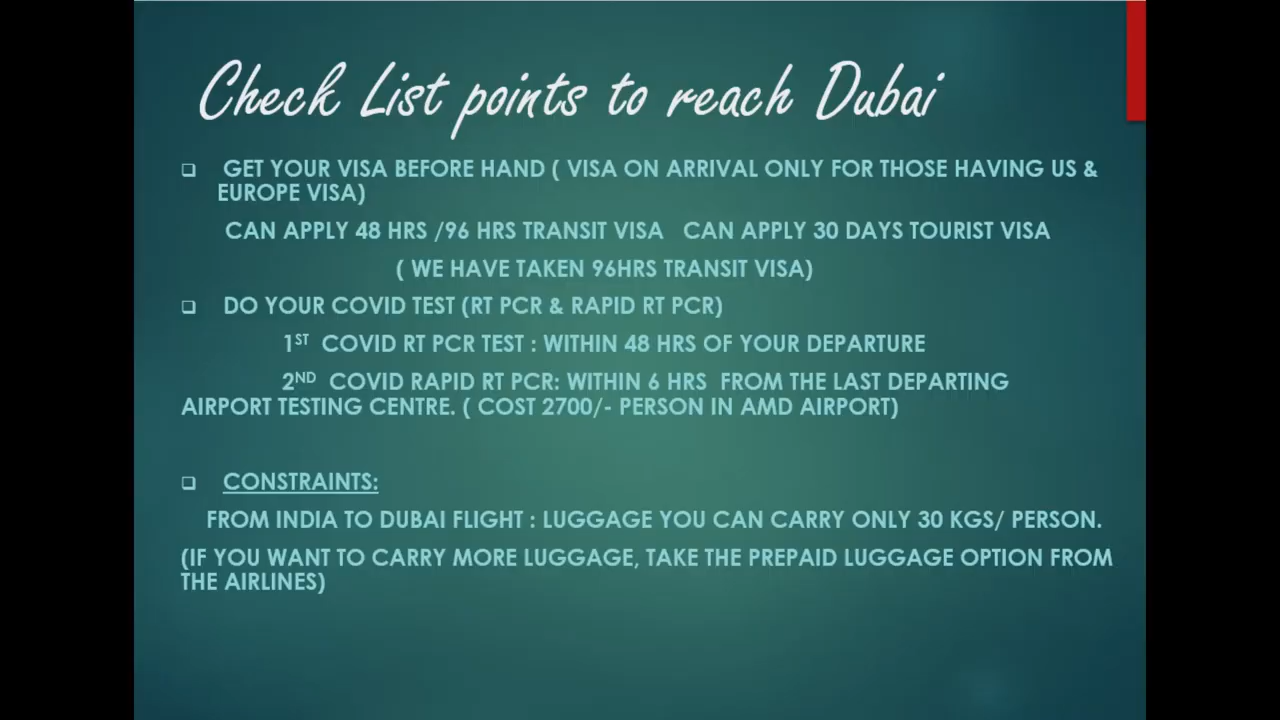 Check List points to reach Dubai
GET YOUR VISA BEFORE HAND ( VISA ON ARRIVAL ONLY FOR THOSE HAVING US &
EUROPE VISA)
CAN APPLY 48 HRS /96 HRS TRANSIT VISA   CAN APPLY 30 DAYS TOURIST VISA
( WE HAVE TAKEN 96HRS TRANSIT VISA)
DO YOUR COVID TEST (RT PCR & RAPID RT PCR)
1ST  COVID RT PCR TEST : WITHIN 48 HRS OF YOUR DEPARTURE
2ND  COVID RAPID RT PCR: WITHIN 6 HRS  FROM THE LAST DEPARTING
AIRPORT TESTING CENTRE. ( COST 2700/- PERSON IN AMD AIRPORT)
CONSTRAINTS:
FROM INDIA TO DUBAI FLIGHT : LUGGAGE YOU CAN CARRY ONLY 30 KGS/ PERSON.
(IF YOU WANT TO CARRY MORE LUGGAGE, TAKE THE PREPAID LUGGAGE OPTION FROM
THE AIRLINES)